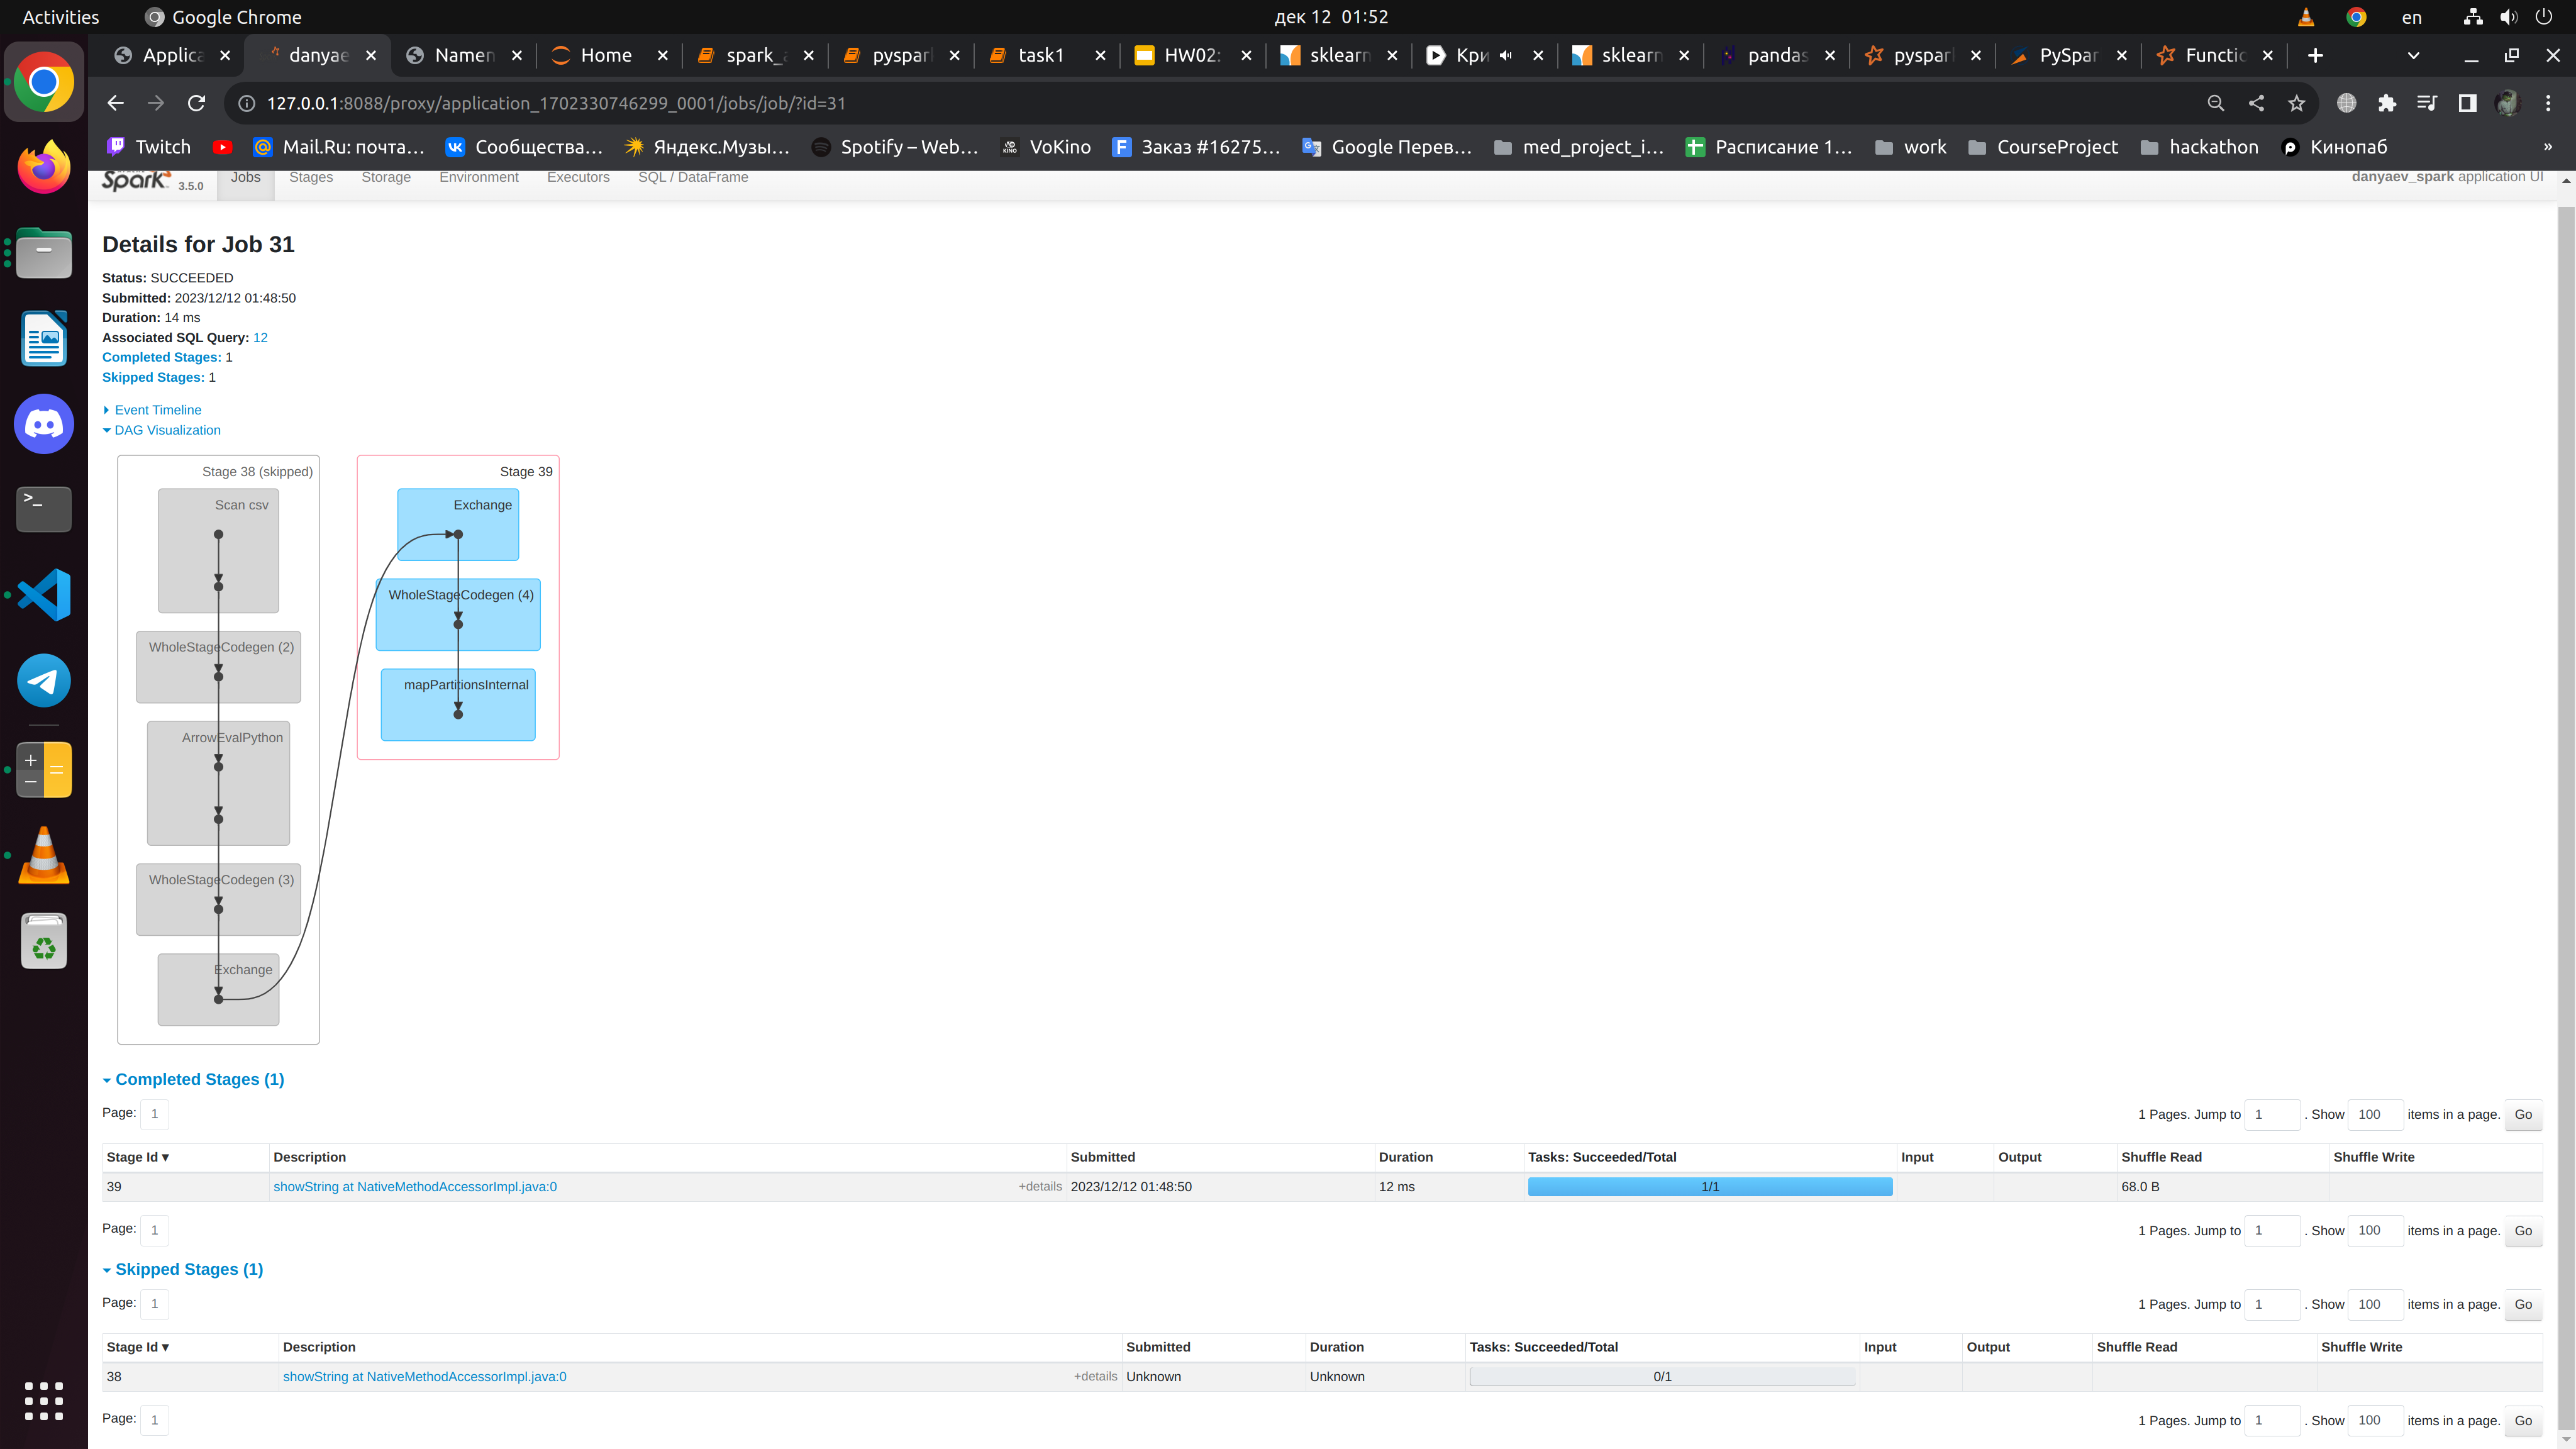 Activities
Google Chrome
дек 12 01:52
en
Applica
danyae
Namen
Home
spark_a
pyspar
task1
HW02:
sklearn
Кри
sklearn
pandas
pyspar
PySpar
Functio
127.0.0.1:8088/proxy/application_1702330746299_0001/jobs/job/?id=31
Twitch
Mail.Ru: почта…
Сообщества…
Яндекс.Музы…
Spotify – Web…
VoKino
Заказ #16275…
Google Перев…
med_project_i…
Расписание 1…
work
CourseProject
hackathon
Кинопаб
»
Spark 3.5.0
Jobs
Stages
Storage
Environment
Executors
SQL / DataFrame
danyaev_spark application UI
Details for Job 31
Status: SUCCEEDED
Submitted: 2023/12/12 01:48:50
Duration: 14 ms
Associated SQL Query: 12
Completed Stages: 1
Skipped Stages: 1
Event Timeline
DAG Visualization
Stage 38 (skipped)
Scan csv
WholeStageCodegen (2)
ArrowEvalPython
WholeStageCodegen (3)
Exchange
Stage 39
Exchange
WholeStageCodegen (4)
mapPartitionsInternal
Completed Stages (1)
Page: 1
1 Pages. Jump to 1 . Show 100 items in a page. Go
Stage Id ▾ Description Submitted Duration Tasks: Succeeded/Total Input Output Shuffle Read Shuffle Write
39 showString at NativeMethodAccessorImpl.java:0 +details 2023/12/12 01:48:50 12 ms 1/1 68.0 B
Page: 1
1 Pages. Jump to 1 . Show 100 items in a page. Go
Skipped Stages (1)
Page: 1
1 Pages. Jump to 1 . Show 100 items in a page. Go
Stage Id ▾ Description Submitted Duration Tasks: Succeeded/Total Input Output Shuffle Read Shuffle Write
38 showString at NativeMethodAccessorImpl.java:0 +details Unknown Unknown 0/1
Page: 1
1 Pages. Jump to 1 . Show 100 items in a page. Go